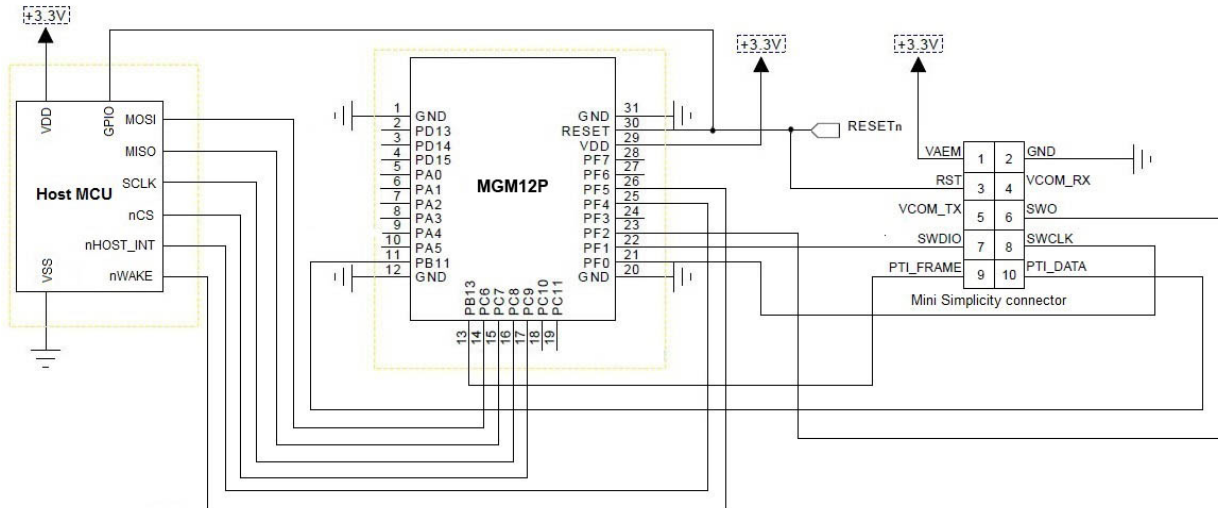 +3.3V
VDD
GPIO
MOSI
MISO
SCLK
nCS
nHOST_INT
nWAKE
Host MCU
VSS
MGM12P
1 GND
2 PD13
3 PD14
4 PD15
5 PA0
6 PA1
7 PA2
8 PA3
9 PA4
10 PA5
11 PB11
12 GND
13 PB13
14 PC6
15 PC7
16 PC8
17 PC9
18 PC10
19 PC11
GND 31
RESET 30
VDD 29
PF7 28
PF6 27
PF5 26
PF4 25
PF3 24
PF2 23
PF1 22
PF0 21
GND 20
+3.3V
RESETn
+3.3V
VAEM 1 2 GND
RST 3 4 VCOM_RX
VCOM_TX 5 6 SWO
SWDIO 7 8 SWCLK
PTI_FRAME 9 10 PTI_DATA
Mini Simplicity connector